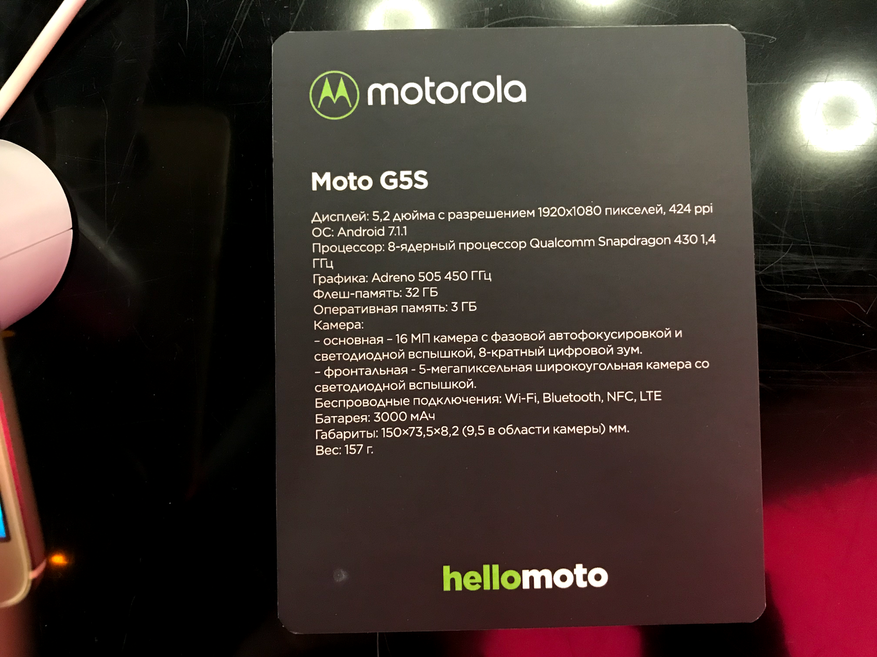 motorola
Moto G5S
Дисплей: 5,2 дюйма с разрешением 1920x1080 пикселей, 424 ppi
ОС: Android 7.1.1
Процессор: 8-ядерный процессор Qualcomm Snapdragon 430 1,4
ГГц
Графика: Adreno 505 450 ГГц
Флеш-память: 32 ГБ
Оперативная память: 3 ГБ
Камера:
– основная – 16 МП камера с фазовой автофокусировкой и
светодиодной вспышкой, 8-кратный цифровой зум.
– фронтальная - 5-мегапиксельная широкоугольная камера со
светодиодной вспышкой.
Беспроводные подключения: Wi-Fi, Bluetooth, NFC, LTE
Батарея: 3000 мАч
Габариты: 150×73,5×8,2 (9,5 в области камеры) мм.
Вес: 157 г.
hellomoto